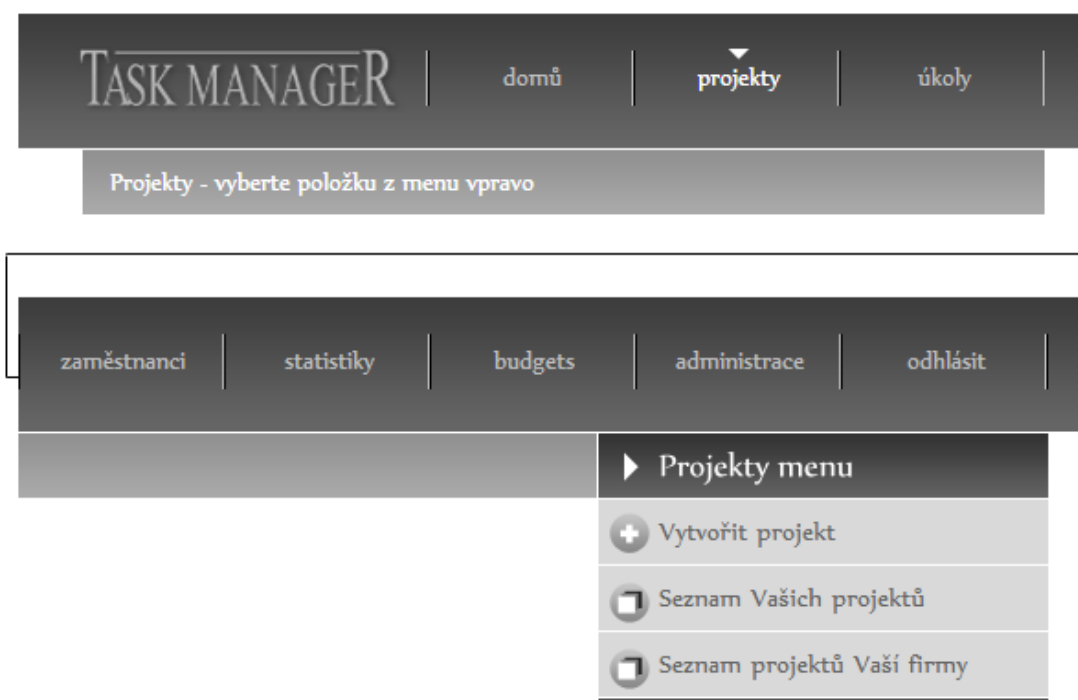 TASK MANAGER domů projekty úkoly
Projekty - vyberte položku z menu vpravo
zaměstnanci statistiky budgets administrace odhlásit
Projekty menu
Vytvořit projekt
Seznam Vašich projektů
Seznam projektů Vaší firmy